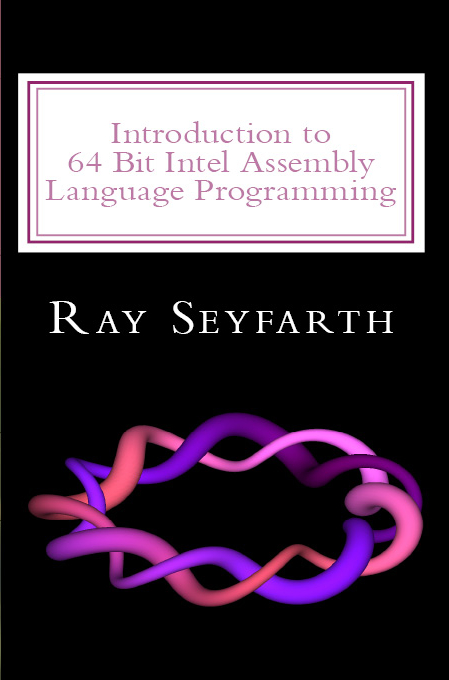 Introduction to
64 Bit Intel Assembly
Language Programming
RAY SEYFARTH